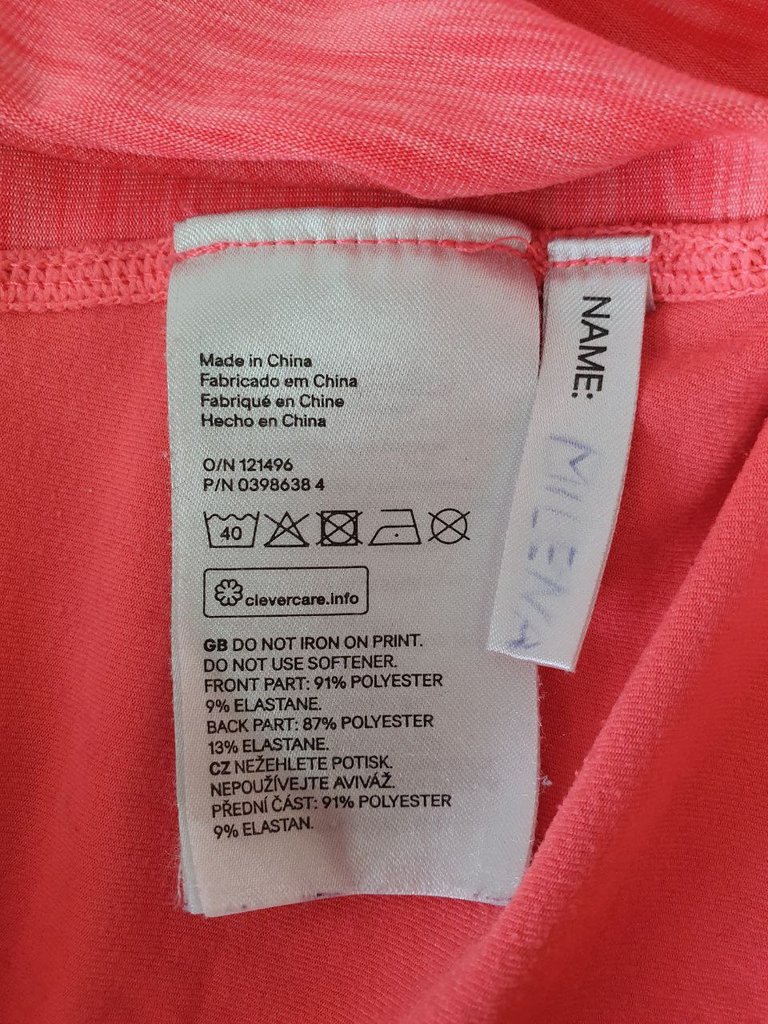 Made in China
Fabricado em China
Fabriqué en Chine
Hecho en China
O/N 121496
P/N 0398638 4
40
clevercare.info
GB DO NOT IRON ON PRINT.
DO NOT USE SOFTENER.
FRONT PART: 91% POLYESTER
9% ELASTANE.
BACK PART: 87% POLYESTER
13% ELASTANE.
CZ NEŽEHLETE POTISK.
NEPOUŽÍVEJTE AVIVÁŽ.
PŘEDNÍ ČÁST: 91% POLYESTER
9% ELASTAN.
NAME: MILENA